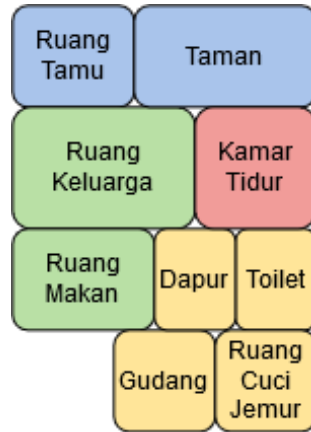 Ruang
Tamu
Taman
Ruang
Keluarga
Kamar
Tidur
Ruang
Makan
Dapur
Toilet
Gudang
Ruang
Cuci
Jemur